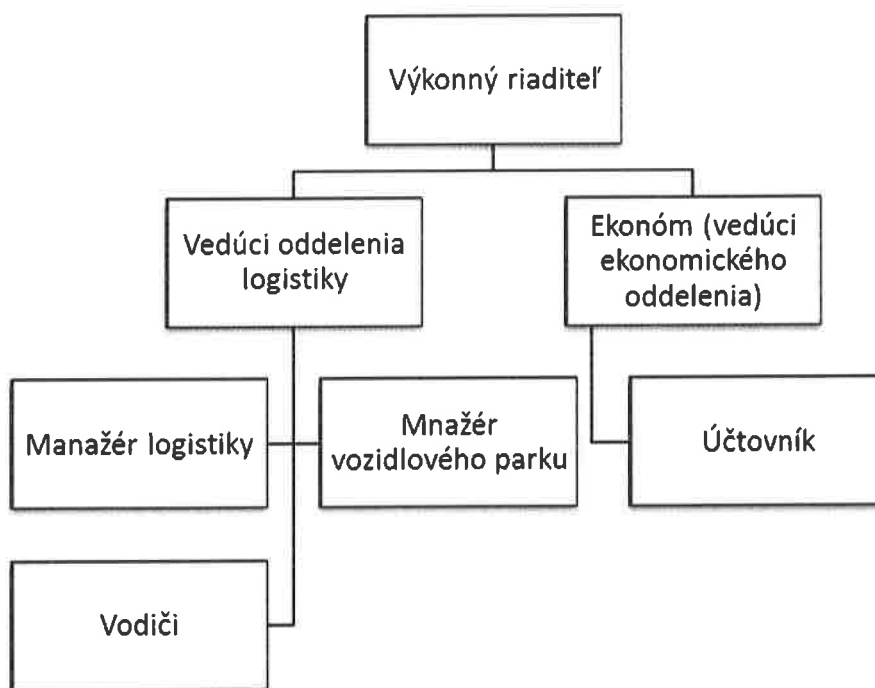 Výkonný riaditeľ
Vedúci oddelenia
logistiky
Ekonóm (vedúci
ekonomického
oddelenia)
Manažér logistiky
Mnažér
vozidlového parku
Účtovník
Vodiči